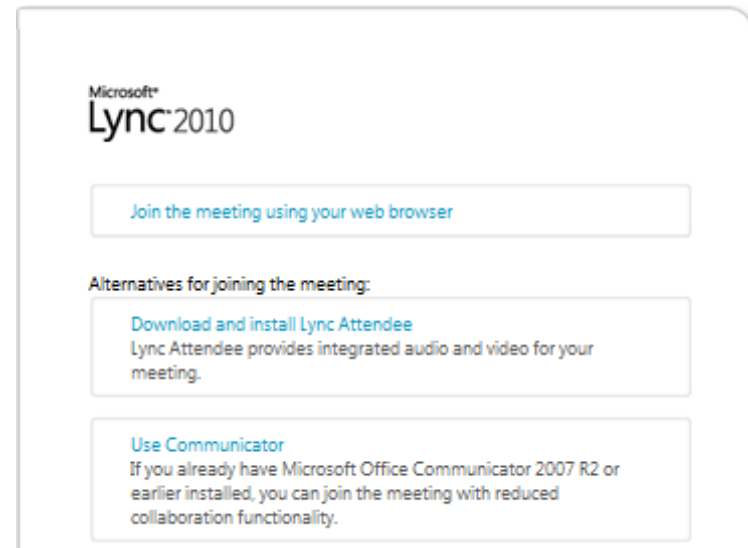 Microsoft®
Lync™ 2010
Join the meeting using your web browser
Alternatives for joining the meeting:
Download and install Lync Attendee
Lync Attendee provides integrated audio and video for your
meeting.
Use Communicator
If you already have Microsoft Office Communicator 2007 R2 or
earlier installed, you can join the meeting with reduced
collaboration functionality.